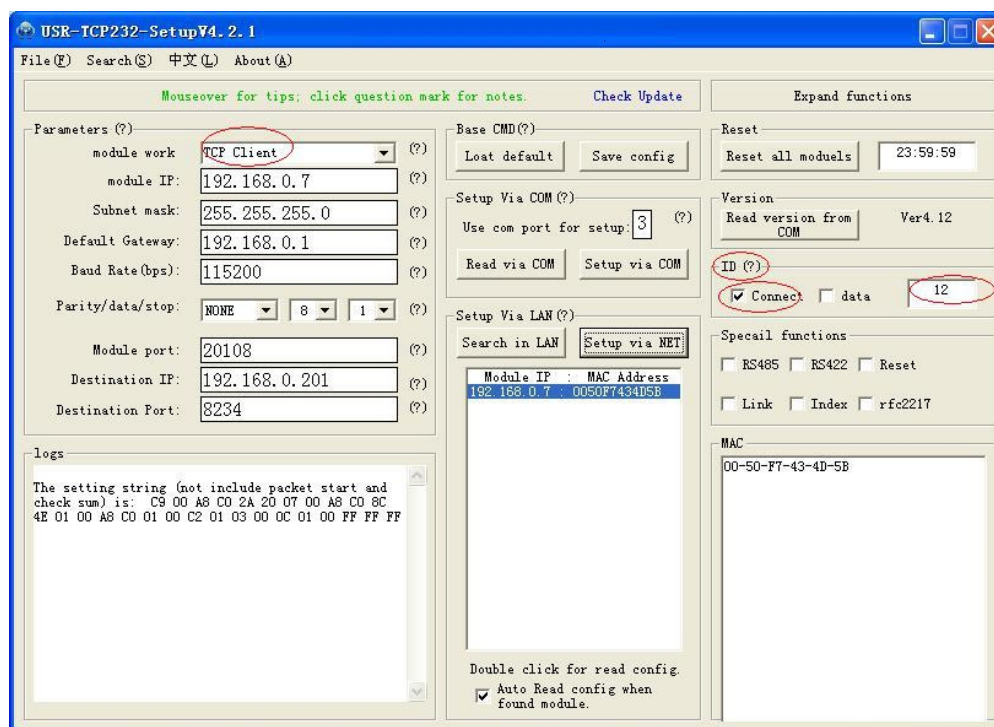 USR-TCP232-SetupV4.2.1
File(F) Search(S) 中文(L) About(A)
Mouseover for tips; click question mark for notes. Check Update
Expand functions
Parameters (?)
module work TCP Client (?)
module IP: 192.168.0.7 (?)
Subnet mask: 255.255.255.0 (?)
Default Gateway: 192.168.0.1 (?)
Baud Rate(bps): 115200 (?)
Parity/data/stop: NONE 8 1 (?)
Module port: 20108 (?)
Destination IP: 192.168.0.201 (?)
Destination Port: 8234 (?)
logs
The setting string (not include packet start and
check sum) is: C9 00 A8 C0 2A 20 07 00 A8 C0 8C
4E 01 00 A8 C0 01 00 C2 01 03 00 0C 01 00 FF FF FF
Base CMD(?)
Loat default Save config
Setup Via COM(?)
Use com port for setup: 3 (?)
Read via COM Setup via COM
Setup Via LAN(?)
Search in LAN Setup via NET
Module IP : MAC Address
192.168.0.7 : 0050F7434D5B
Double click for read config.
Auto Read config when
found module.
Reset
Reset all moduels 23:59:59
Version
Read version from
COM
Ver4.12
ID(?)
Connect data 12
Specail functions
RS485 RS422 Reset
Link Index rfc2217
MAC
00-50-F7-43-4D-5B